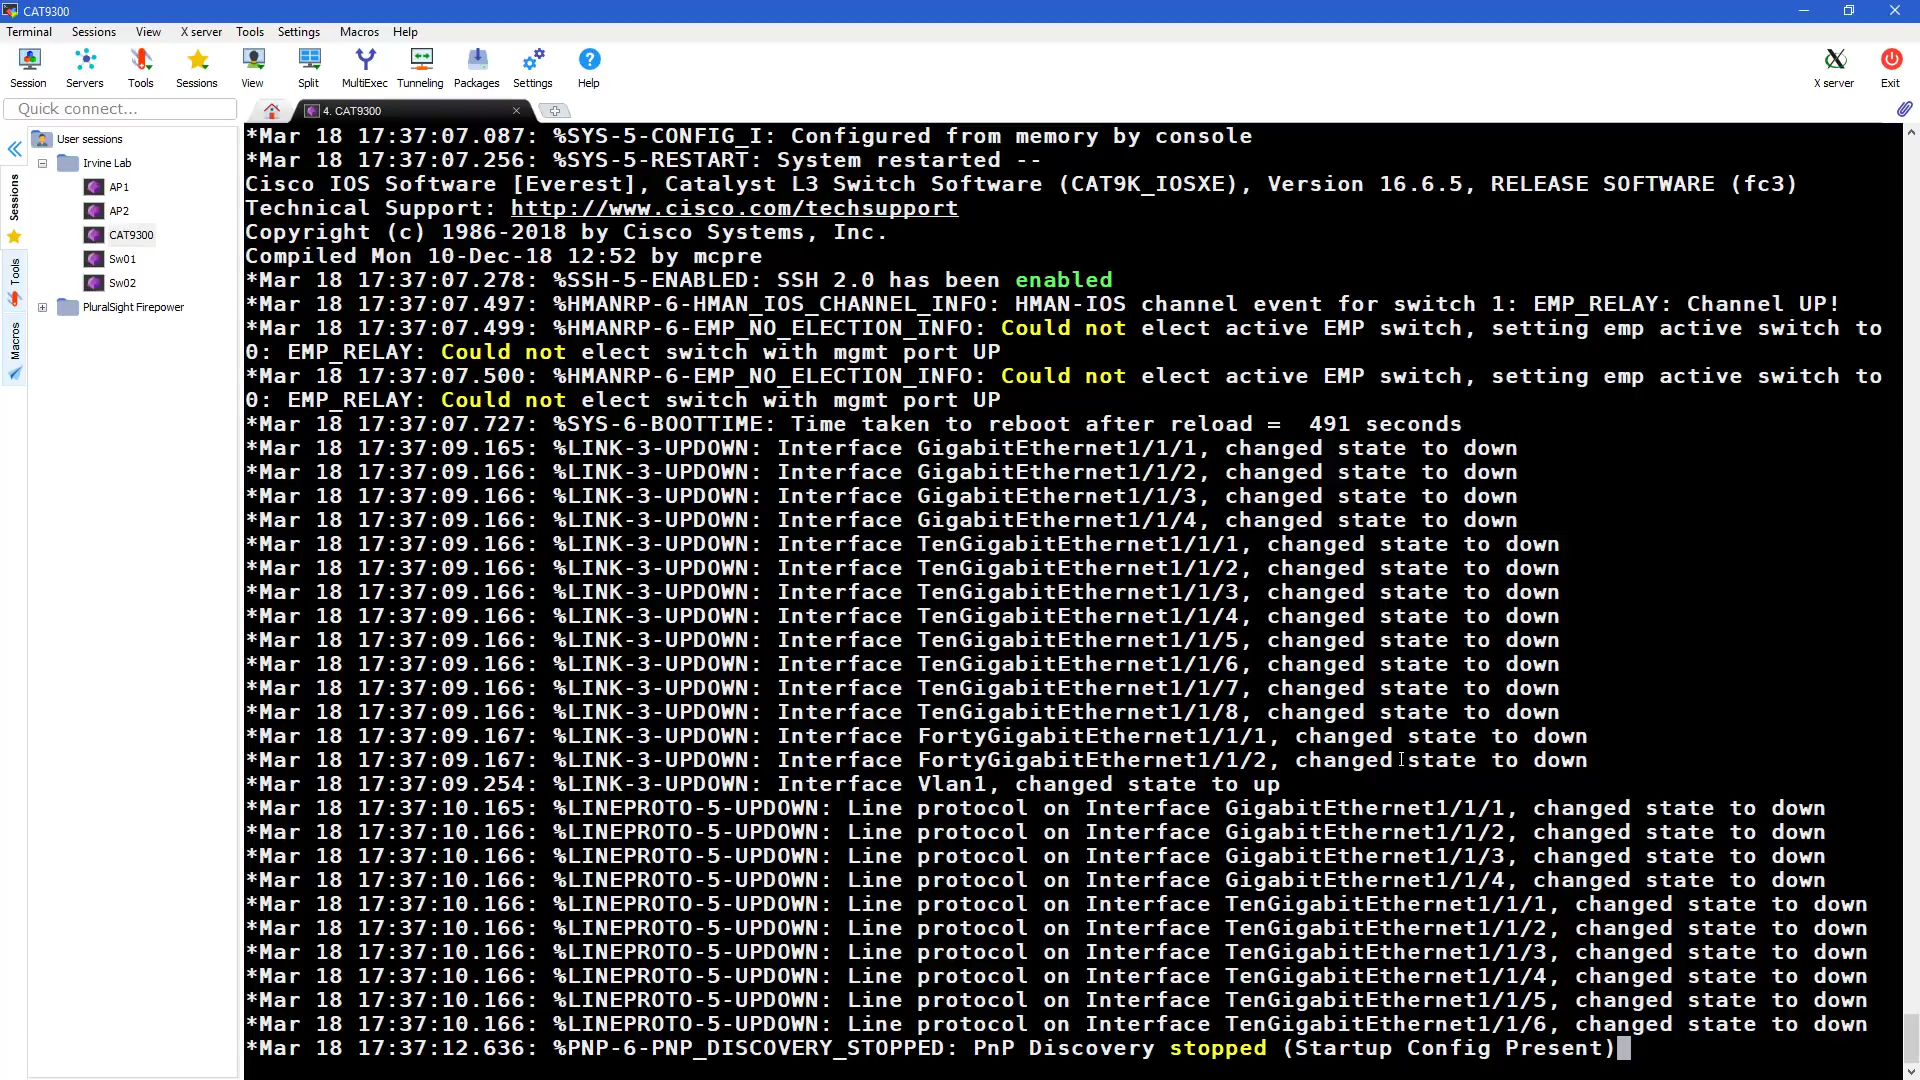 CAT9300
Terminal Sessions View X server Tools Settings Macros Help
Session Servers Tools Sessions View Split MultiExec Tunneling Packages Settings Help X server Exit
Quick connect...
4. CAT9300
User sessions
Irvine Lab
AP1
AP2
CAT9300
Sw01
Sw02
PluralSight Firepower
Sessions
Tools
Macros
*Mar 18 17:37:07.087: %SYS-5-CONFIG_I: Configured from memory by console
*Mar 18 17:37:07.256: %SYS-5-RESTART: System restarted --
Cisco IOS Software [Everest], Catalyst L3 Switch Software (CAT9K_IOSXE), Version 16.6.5, RELEASE SOFTWARE (fc3)
Technical Support: http://www.cisco.com/techsupport
Copyright (c) 1986-2018 by Cisco Systems, Inc.
Compiled Mon 10-Dec-18 12:52 by mcpre
*Mar 18 17:37:07.278: %SSH-5-ENABLED: SSH 2.0 has been enabled
*Mar 18 17:37:07.497: %HMANRP-6-HMAN_IOS_CHANNEL_INFO: HMAN-IOS channel event for switch 1: EMP_RELAY: Channel UP!
*Mar 18 17:37:07.499: %HMANRP-6-EMP_NO_ELECTION_INFO: Could not elect active EMP switch, setting emp active switch to
0: EMP_RELAY: Could not elect switch with mgmt port UP
*Mar 18 17:37:07.500: %HMANRP-6-EMP_NO_ELECTION_INFO: Could not elect active EMP switch, setting emp active switch to
0: EMP_RELAY: Could not elect switch with mgmt port UP
*Mar 18 17:37:07.727: %SYS-6-BOOTTIME: Time taken to reboot after reload =  491 seconds
*Mar 18 17:37:09.165: %LINK-3-UPDOWN: Interface GigabitEthernet1/1/1, changed state to down
*Mar 18 17:37:09.166: %LINK-3-UPDOWN: Interface GigabitEthernet1/1/2, changed state to down
*Mar 18 17:37:09.166: %LINK-3-UPDOWN: Interface GigabitEthernet1/1/3, changed state to down
*Mar 18 17:37:09.166: %LINK-3-UPDOWN: Interface GigabitEthernet1/1/4, changed state to down
*Mar 18 17:37:09.166: %LINK-3-UPDOWN: Interface TenGigabitEthernet1/1/1, changed state to down
*Mar 18 17:37:09.166: %LINK-3-UPDOWN: Interface TenGigabitEthernet1/1/2, changed state to down
*Mar 18 17:37:09.166: %LINK-3-UPDOWN: Interface TenGigabitEthernet1/1/3, changed state to down
*Mar 18 17:37:09.166: %LINK-3-UPDOWN: Interface TenGigabitEthernet1/1/4, changed state to down
*Mar 18 17:37:09.166: %LINK-3-UPDOWN: Interface TenGigabitEthernet1/1/5, changed state to down
*Mar 18 17:37:09.166: %LINK-3-UPDOWN: Interface TenGigabitEthernet1/1/6, changed state to down
*Mar 18 17:37:09.166: %LINK-3-UPDOWN: Interface TenGigabitEthernet1/1/7, changed state to down
*Mar 18 17:37:09.166: %LINK-3-UPDOWN: Interface TenGigabitEthernet1/1/8, changed state to down
*Mar 18 17:37:09.167: %LINK-3-UPDOWN: Interface FortyGigabitEthernet1/1/1, changed state to down
*Mar 18 17:37:09.167: %LINK-3-UPDOWN: Interface FortyGigabitEthernet1/1/2, changed state to down
*Mar 18 17:37:09.254: %LINK-3-UPDOWN: Interface Vlan1, changed state to up
*Mar 18 17:37:10.165: %LINEPROTO-5-UPDOWN: Line protocol on Interface GigabitEthernet1/1/1, changed state to down
*Mar 18 17:37:10.166: %LINEPROTO-5-UPDOWN: Line protocol on Interface GigabitEthernet1/1/2, changed state to down
*Mar 18 17:37:10.166: %LINEPROTO-5-UPDOWN: Line protocol on Interface GigabitEthernet1/1/3, changed state to down
*Mar 18 17:37:10.166: %LINEPROTO-5-UPDOWN: Line protocol on Interface GigabitEthernet1/1/4, changed state to down
*Mar 18 17:37:10.166: %LINEPROTO-5-UPDOWN: Line protocol on Interface TenGigabitEthernet1/1/1, changed state to down
*Mar 18 17:37:10.166: %LINEPROTO-5-UPDOWN: Line protocol on Interface TenGigabitEthernet1/1/2, changed state to down
*Mar 18 17:37:10.166: %LINEPROTO-5-UPDOWN: Line protocol on Interface TenGigabitEthernet1/1/3, changed state to down
*Mar 18 17:37:10.166: %LINEPROTO-5-UPDOWN: Line protocol on Interface TenGigabitEthernet1/1/4, changed state to down
*Mar 18 17:37:10.166: %LINEPROTO-5-UPDOWN: Line protocol on Interface TenGigabitEthernet1/1/5, changed state to down
*Mar 18 17:37:10.166: %LINEPROTO-5-UPDOWN: Line protocol on Interface TenGigabitEthernet1/1/6, changed state to down
*Mar 18 17:37:12.636: %PNP-6-PNP_DISCOVERY_STOPPED: PnP Discovery stopped (Startup Config Present)